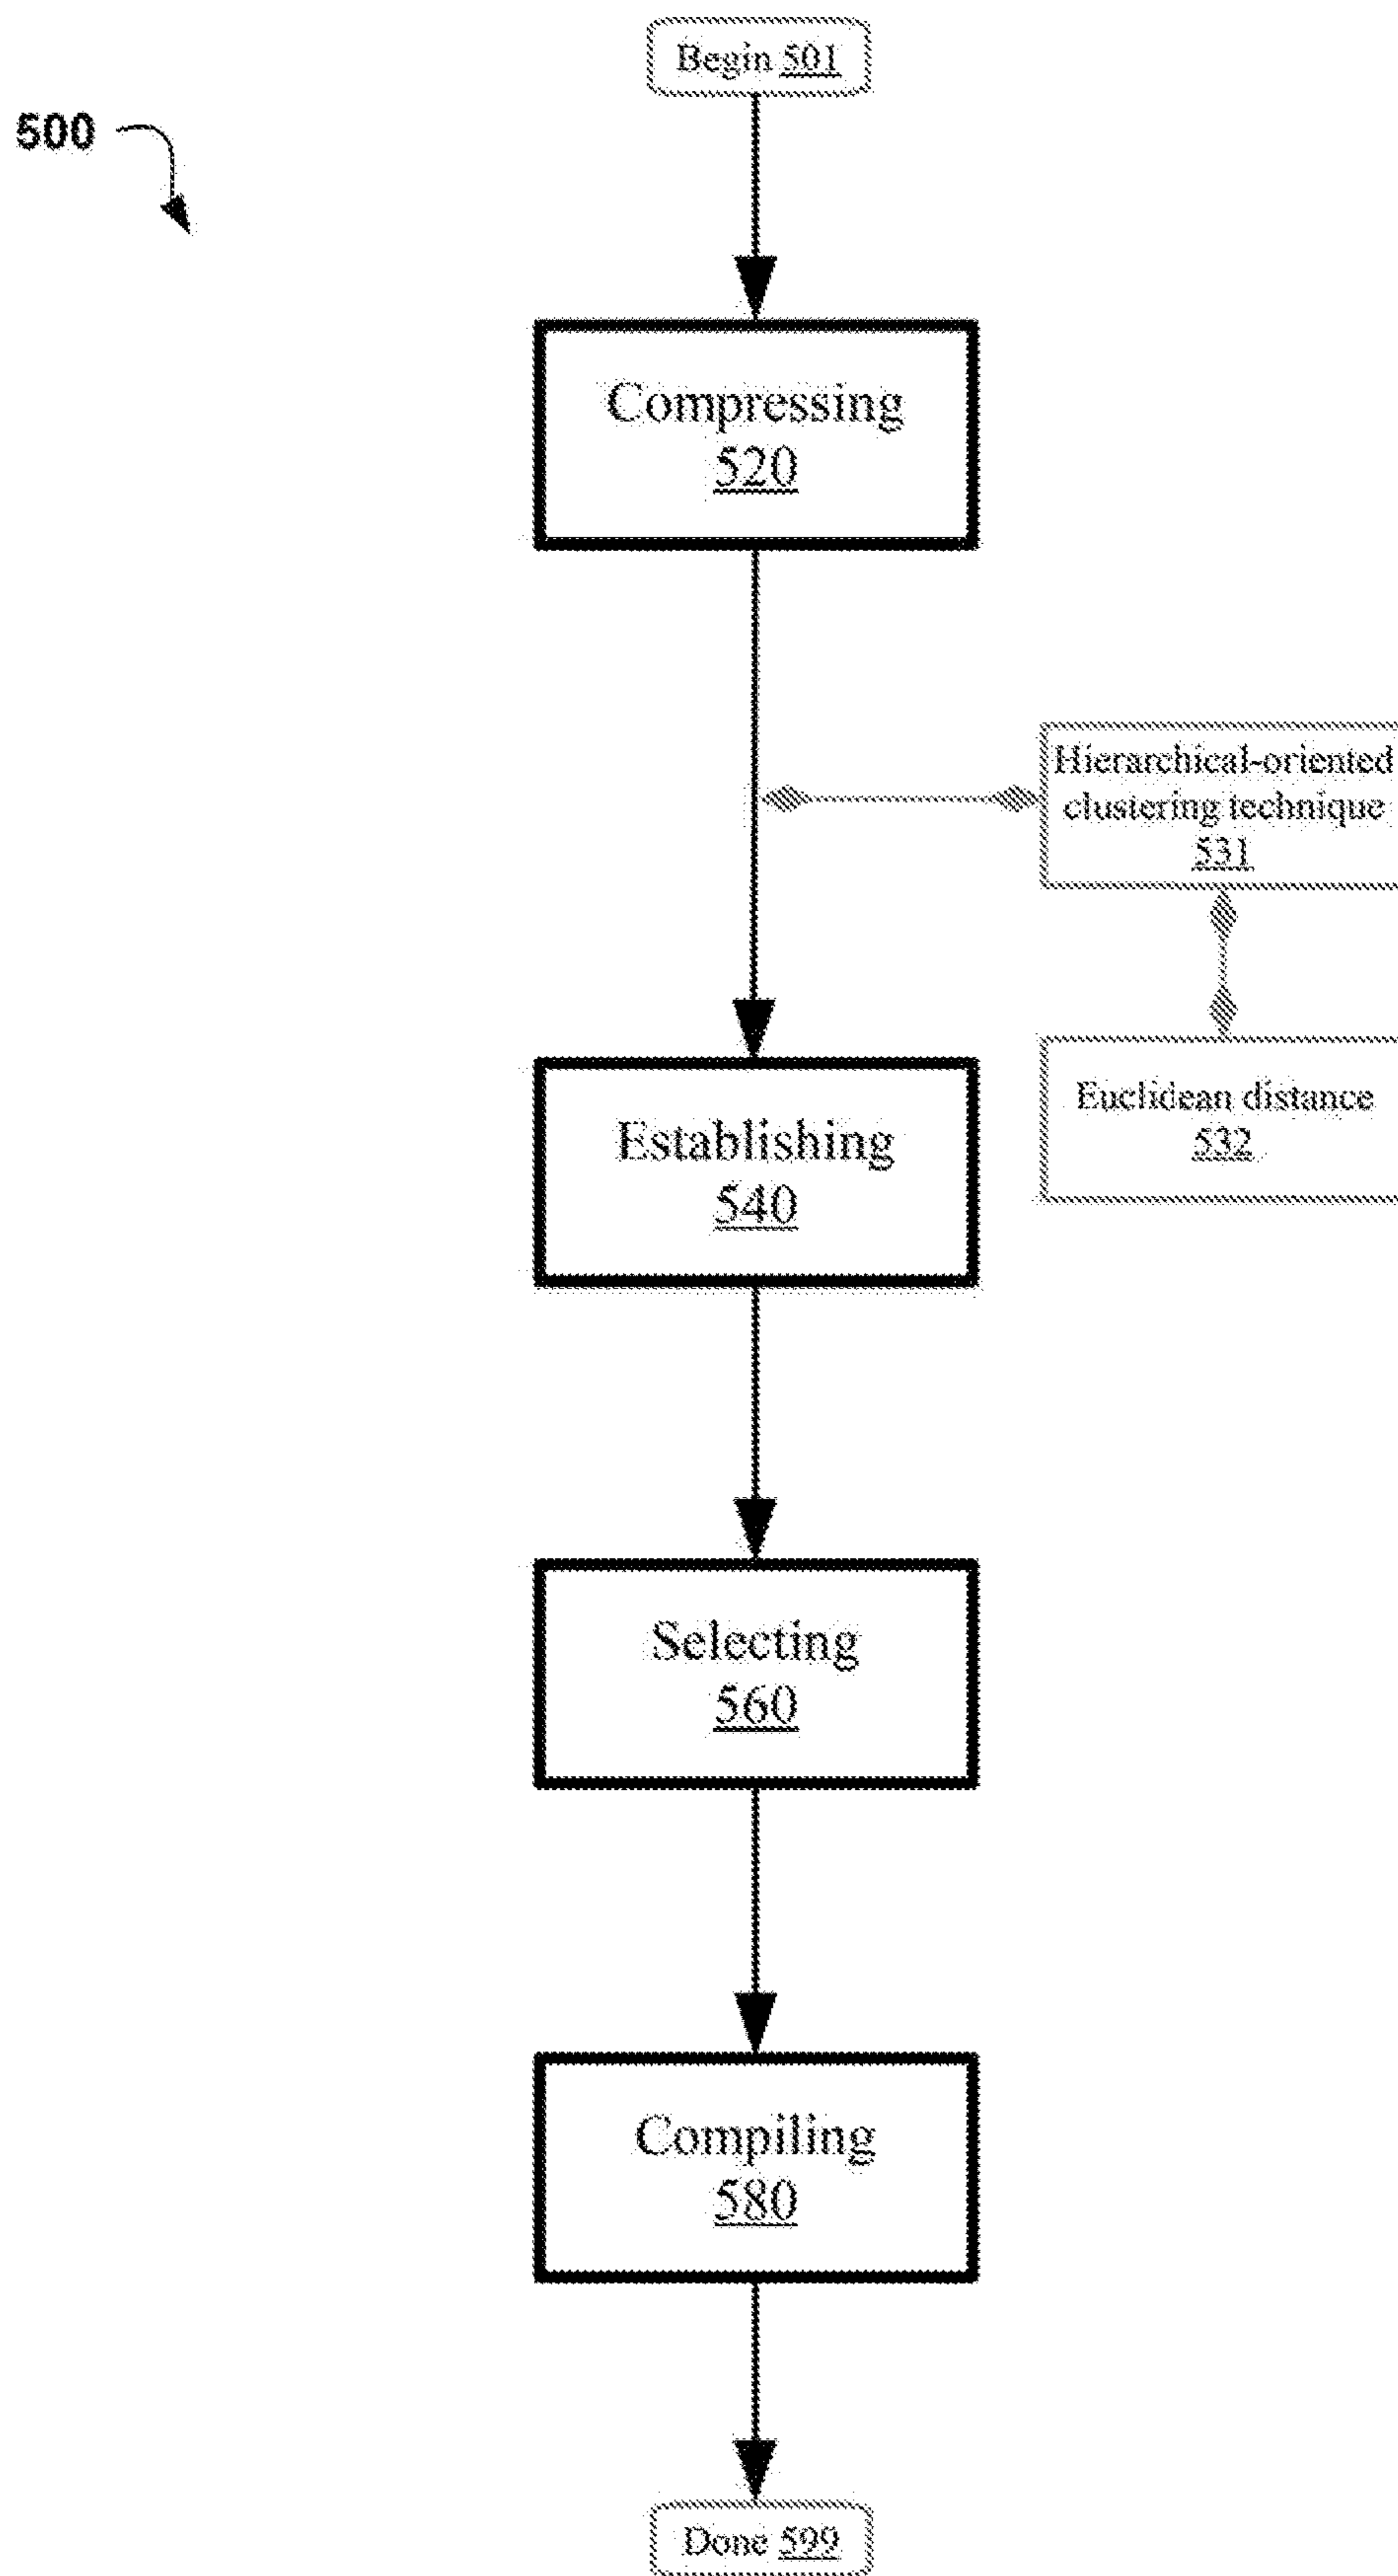 Begin 501
500
Compressing
520
Hierarchical-oriented
clustering technique
531
Euclidean distance
532
Establishing
540
Selecting
560
Compiling
580
Done 599